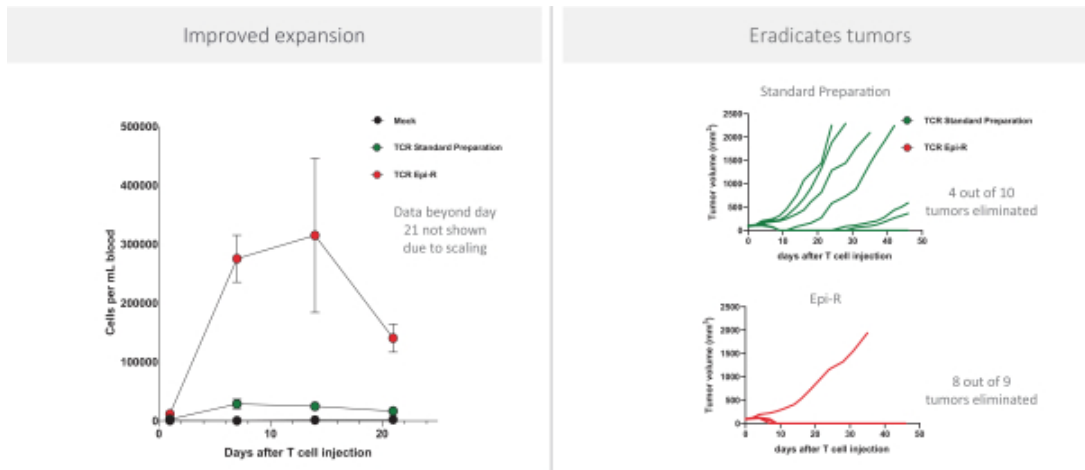 Improved expansion
500000
400000
300000
200000
100000
0
0
10
20
Cells per mL blood
Days after T cell injection
Mock
TCR Standard Preparation
TCR Epi-R
Data beyond day
21 not shown
due to scaling
Eradicates tumors
Standard Preparation
2500
2000
1500
1000
500
0
0
10
20
30
40
50
Tumor volume (mm³)
days after T cell injection
TCR Standard Preparation
TCR Epi-R
4 out of 10
tumors eliminated
Epi-R
2500
2000
1500
1000
500
0
0
10
20
30
40
50
Tumor volume (mm³)
days after T cell injection
8 out of 9
tumors eliminated